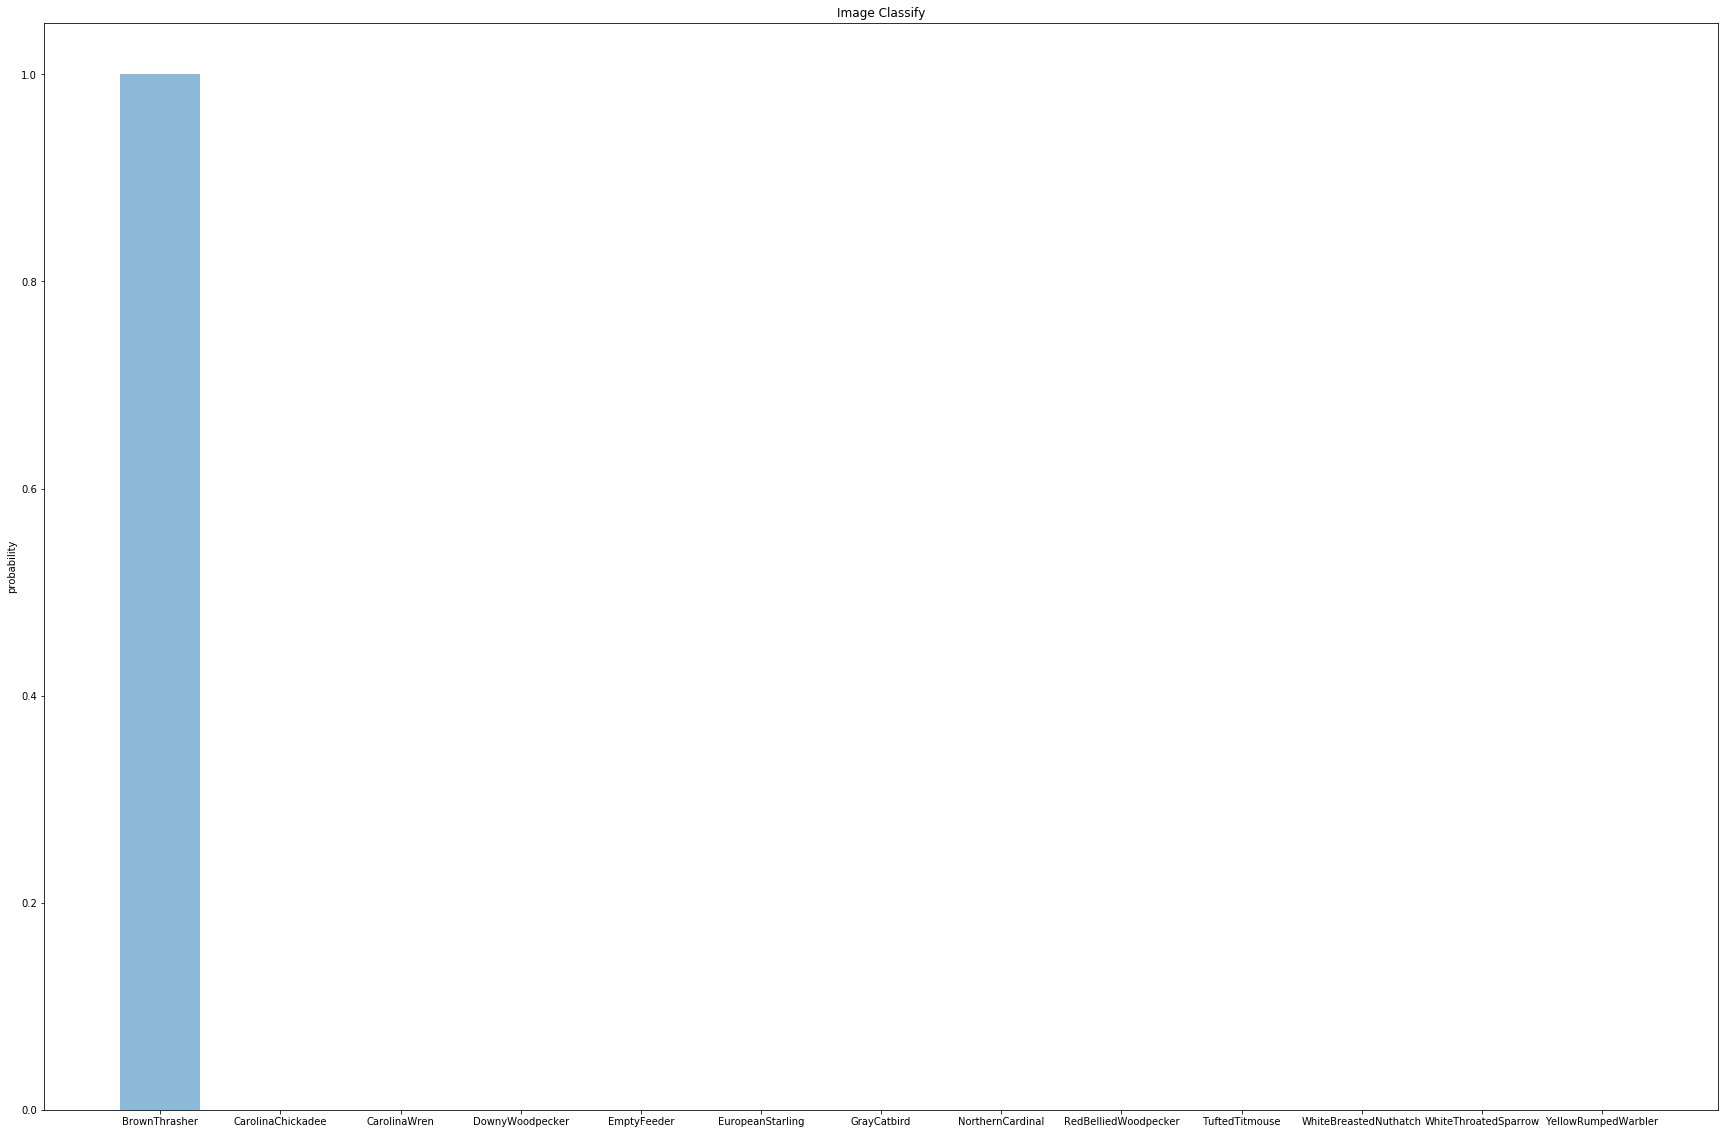 Image Classify
1.0
0.8
0.6
probability
0.4
0.2
0.0
BrownThrasher CarolinaChickadee CarolinaWren DownyWoodpecker EmptyFeeder EuropeanStarling GrayCatbird NorthernCardinal RedBelliedWoodpecker TuftedTitmouse WhiteBreastedNuthatch WhiteThroatedSparrow YellowRumpedWarbler